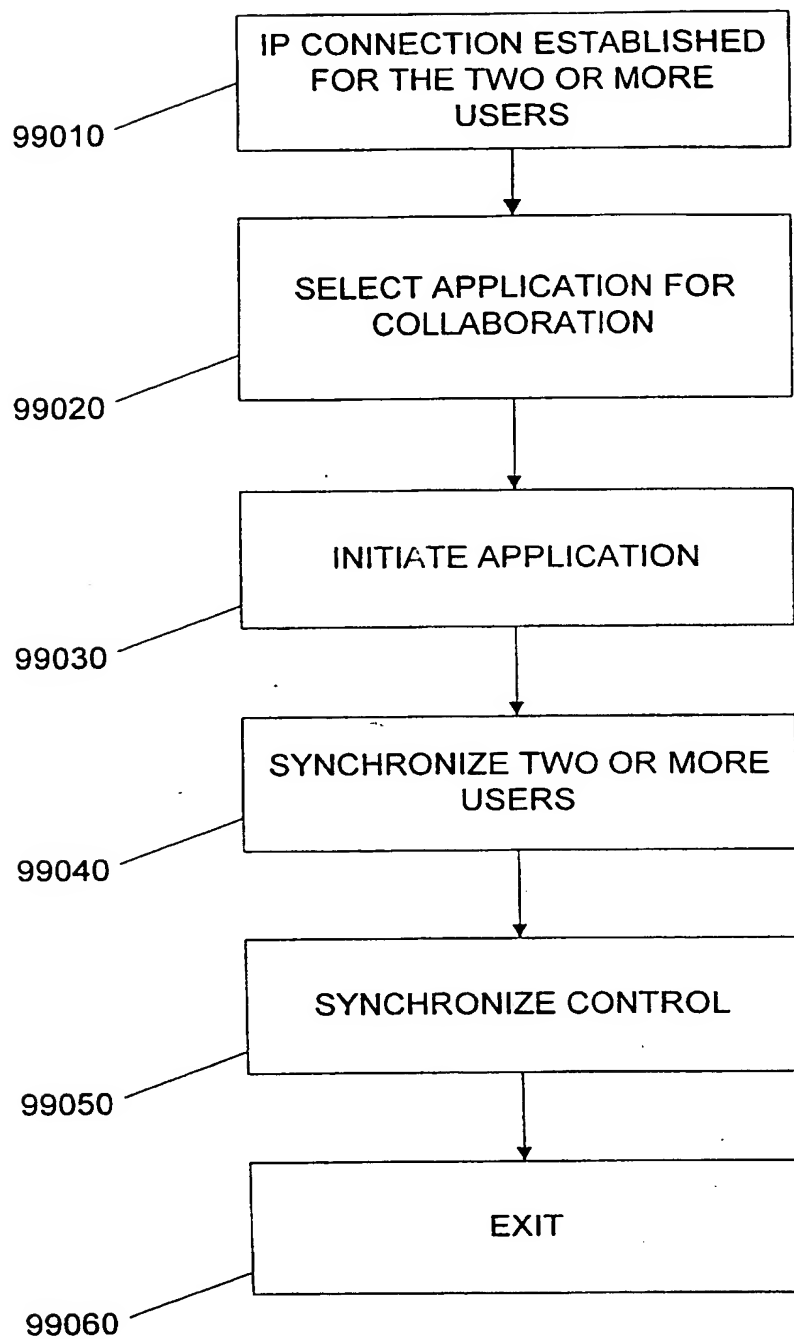 IP CONNECTION ESTABLISHED
FOR THE TWO OR MORE
USERS
99010
SELECT APPLICATION FOR
COLLABORATION
99020
INITIATE APPLICATION
99030
SYNCHRONIZE TWO OR MORE
USERS
99040
SYNCHRONIZE CONTROL
99050
EXIT
99060